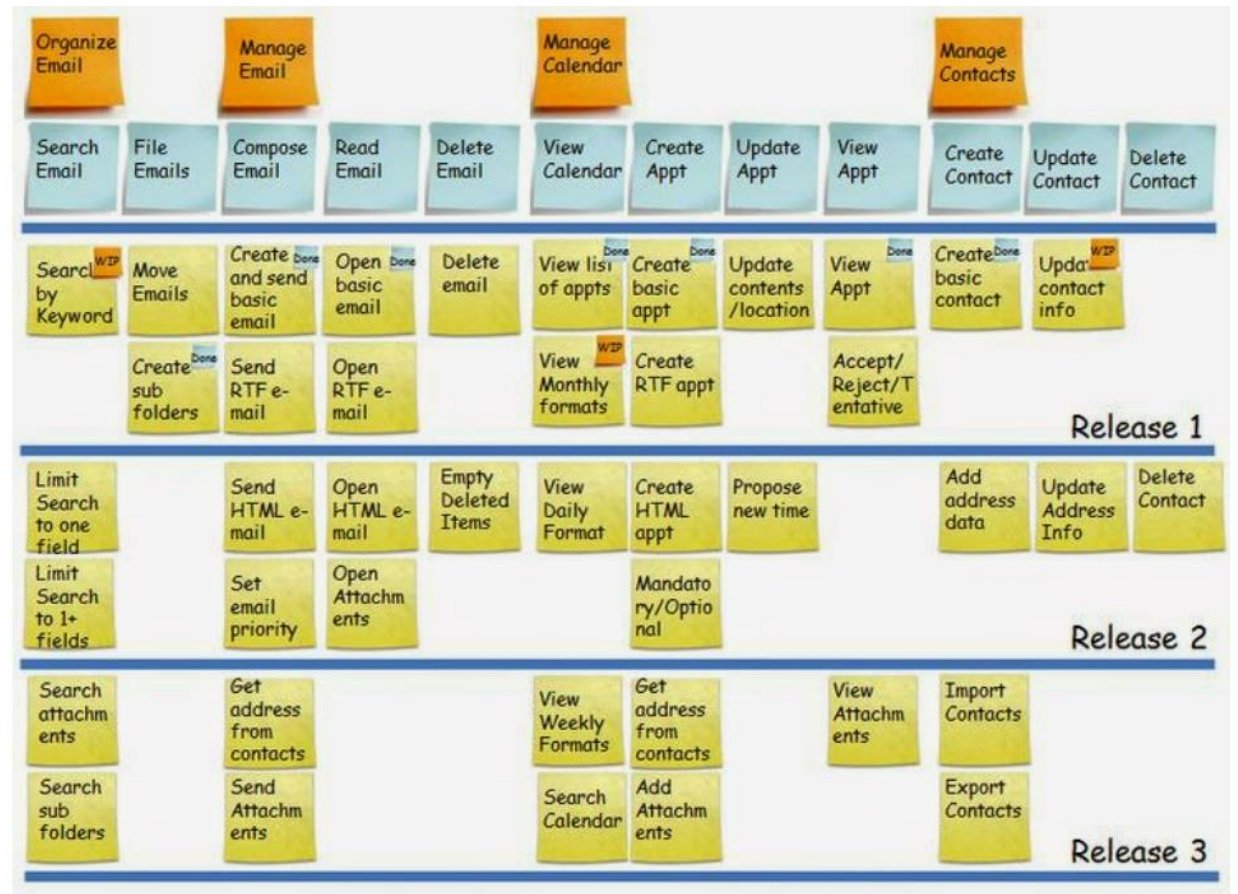 Organize
Email
Manage
Email
Manage
Calendar
Manage
Contacts
Search
Email
File
Emails
Compose
Email
Read
Email
Delete
Email
View
Calendar
Create
Appt
Update
Appt
View
Appt
Create
Contact
Update
Contact
Delete
Contact
Search
WIP
by
Keyword
Move
Emails
Create
Done
and send
basic
email
Open
Done
basic
email
Delete
email
View list
Done
of appts
Create
Done
basic
appt
Update
contents
/location
View
Done
Appt
Create
Done
basic
contact
Updat
WIP
contact
info
Create
Done
sub
folders
Send
RTF e-
mail
Open
RTF e-
mail
View
WIP
Monthly
formats
Create
RTF appt
Accept/
Reject/T
entative
Release 1
Limit
Search
to one
field
Send
HTML e-
mail
Open
HTML e-
mail
Empty
Deleted
Items
View
Daily
Format
Create
HTML
appt
Propose
new time
Add
address
data
Update
Address
Info
Delete
Contact
Limit
Search
to 1+
fields
Set
email
priority
Open
Attachm
ents
Mandato
ry/Optio
nal
Release 2
Search
attachm
ents
Get
address
from
contacts
View
Weekly
Formats
Get
address
from
contacts
View
Attachm
ents
Import
Contacts
Search
sub
folders
Send
Attachm
ents
Search
Calendar
Add
Attachm
ents
Export
Contacts
Release 3